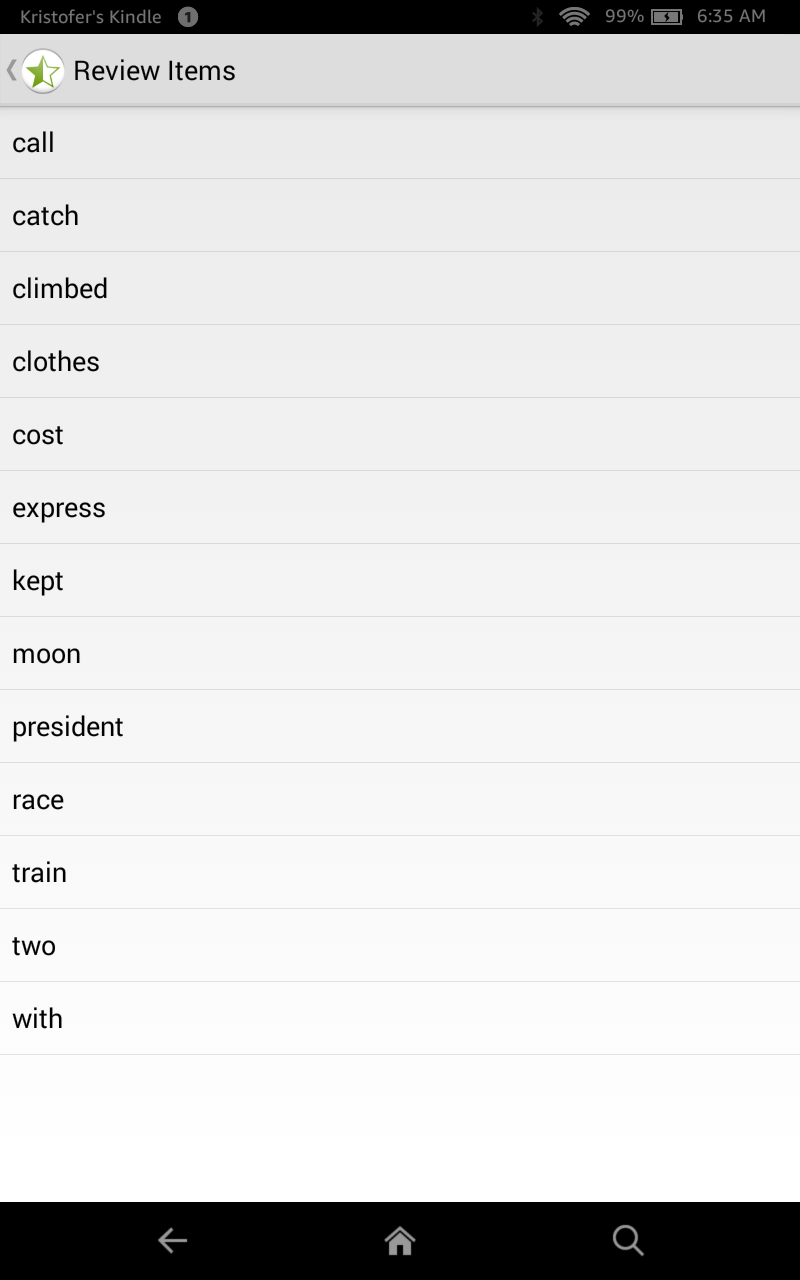 Kristofer's Kindle 1 99% 6:35 AM
Review Items
call
catch
climbed
clothes
cost
express
kept
moon
president
race
train
two
with